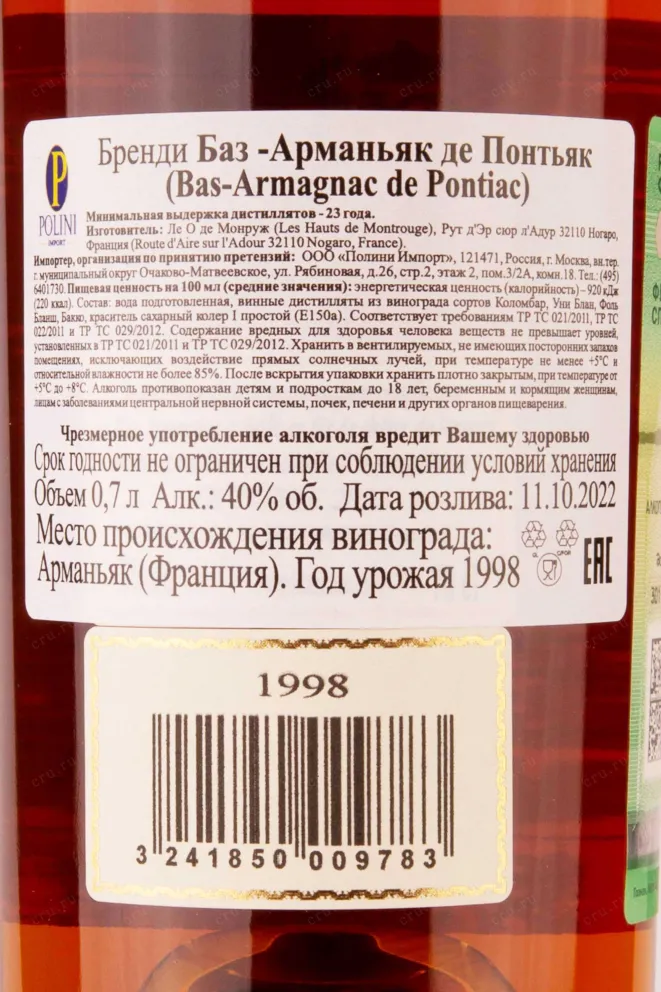 Бренди Баз -Арманьяк де Понтьяк
(Bas-Armagnac de Pontiac)
P
POLINI
IMPORT
Минимальная выдержка дистиллятов - 23 года.
Изготовитель: Ле О де Монруж (Les Hauts de Montrouge), Рут д'Эр сюр л'Адур 32110 Ногаро,
Франция (Route d'Aire sur l'Adour 32110 Nogaro, France).
Импортер, организация по принятию претензий: ООО «Полини Импорт», 121471, Россия, г. Москва, вн.тер.
г. муниципальный округ Очаково-Матвеевское, ул. Рябиновая, д.26, стр.2, этаж 2, пом.3/2А, комн.18. Тел.: (495)
6401730. Пищевая ценность на 100 мл (средние значения): энергетическая ценность (калорийность) – 920 кДж
(220 ккал). Состав: вода подготовленная, винные дистилляты из винограда сортов Коломбар, Уни Блан, Фоль
Бланш, Бакко, краситель сахарный колер I простой (Е150а). Соответствует требованиям ТР ТС 021/2011, ТР ТС
022/2011 и ТР ТС 029/2012. Содержание вредных для здоровья человека веществ не превышает уровней,
установленных в ТР ТС 021/2011 и ТР ТС 029/2012. Хранить в вентилируемых, не имеющих посторонних запахов
помещениях, исключающих воздействие прямых солнечных лучей, при температуре не менее +5°С и
относительной влажности не более 85%. После вскрытия упаковки хранить плотно закрытым, при температуре от
+5°С до +8°С. Алкоголь противопоказан детям и подросткам до 18 лет, беременным и кормящим женщинам,
лицам с заболеваниями центральной нервной системы, почек, печени и других органов пищеварения.
Чрезмерное употребление алкоголя вредит Вашему здоровью
Срок годности не ограничен при соблюдении условий хранения
Объем 0,7 л Алк.: 40% об. Дата розлива: 11.10.2022
Место происхождения винограда:
Арманьяк (Франция). Год урожая 1998
EAC
1998
3 241850 009783